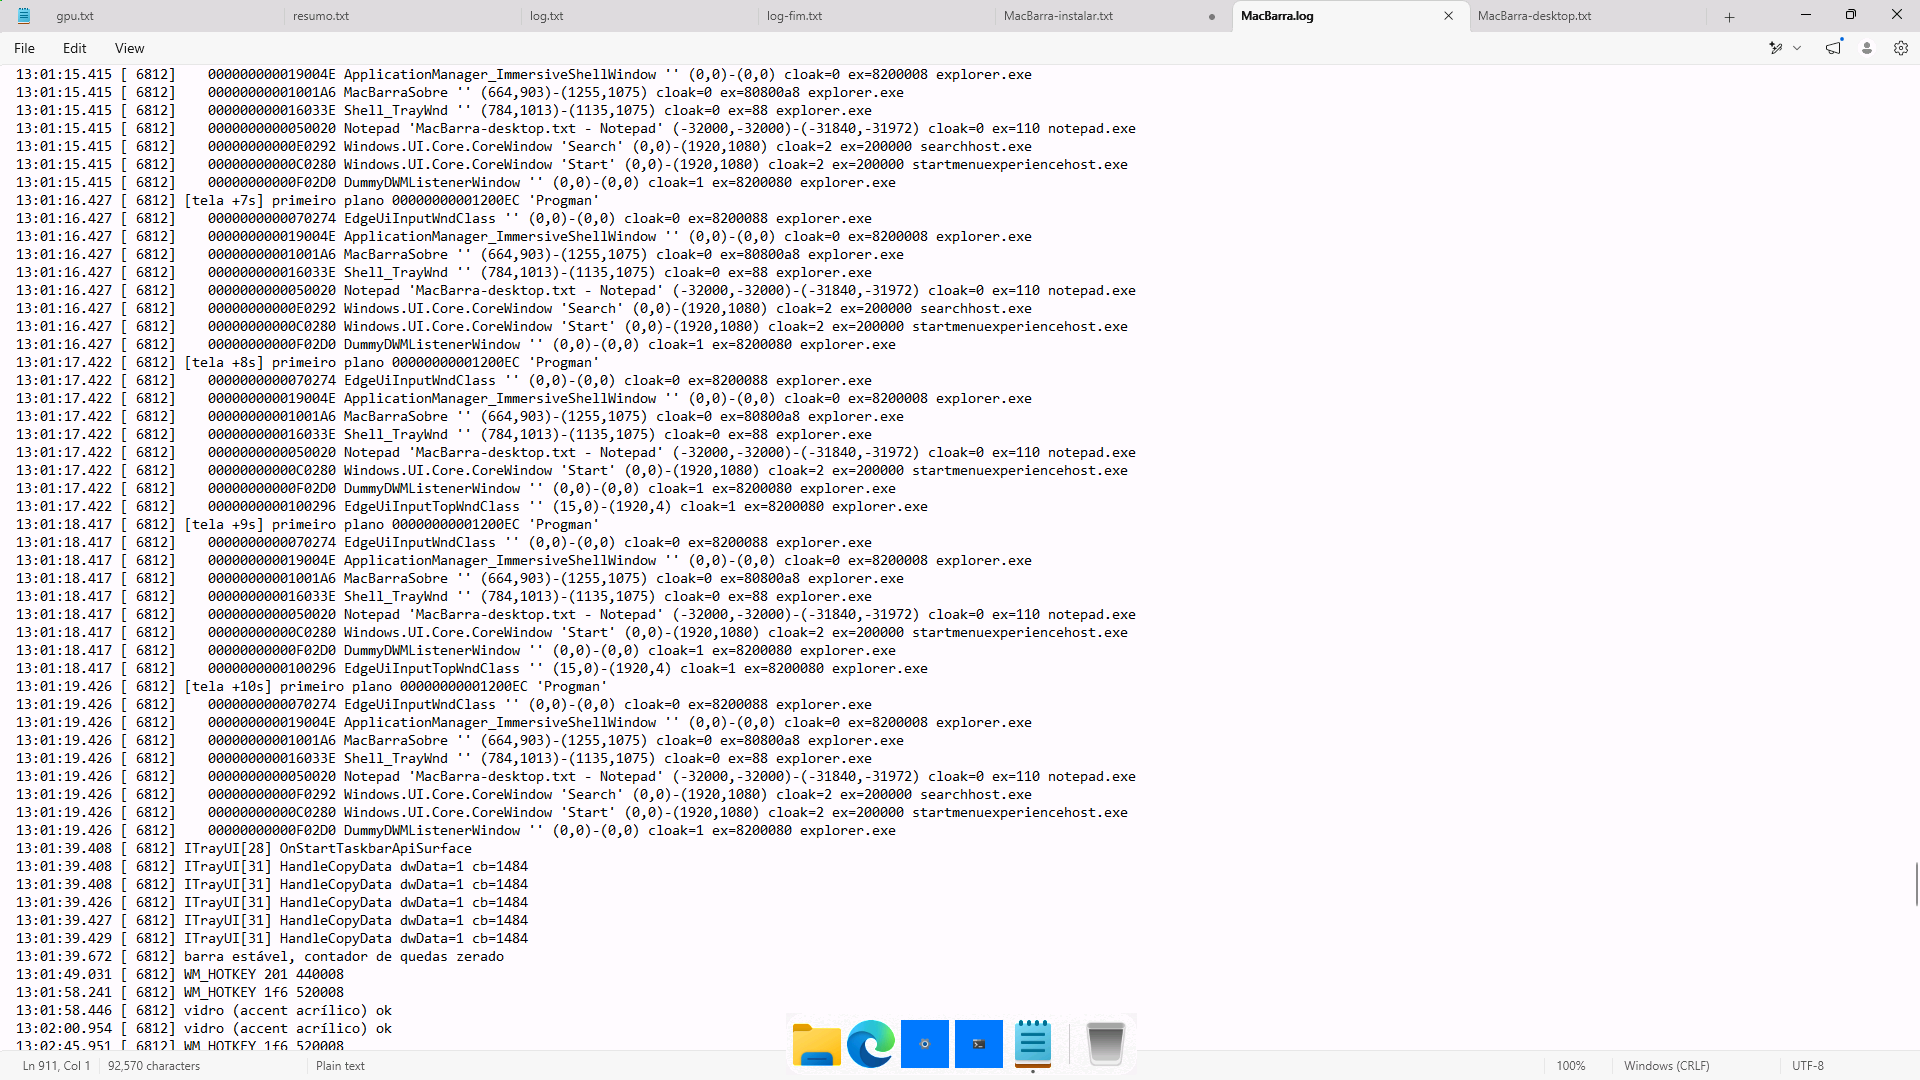 gpu.txt
resumo.txt
log.txt
log-fim.txt
MacBarra-instalar.txt
MacBarra.log
MacBarra-desktop.txt
File
Edit
View
13:01:15.415 [ 6812]    000000000019004E ApplicationManager_ImmersiveShellWindow '' (0,0)-(0,0) cloak=0 ex=8200008 explorer.exe
13:01:15.415 [ 6812]    00000000001001A6 MacBarraSobre '' (664,903)-(1255,1075) cloak=0 ex=80800a8 explorer.exe
13:01:15.415 [ 6812]    000000000016033E Shell_TrayWnd '' (784,1013)-(1135,1075) cloak=0 ex=88 explorer.exe
13:01:15.415 [ 6812]    0000000000050020 Notepad 'MacBarra-desktop.txt - Notepad' (-32000,-32000)-(-31840,-31972) cloak=0 ex=110 notepad.exe
13:01:15.415 [ 6812]    00000000000E0292 Windows.UI.Core.CoreWindow 'Search' (0,0)-(1920,1080) cloak=2 ex=200000 searchhost.exe
13:01:15.415 [ 6812]    00000000000C0280 Windows.UI.Core.CoreWindow 'Start' (0,0)-(1920,1080) cloak=2 ex=200000 startmenuexperiencehost.exe
13:01:15.415 [ 6812]    00000000000F02D0 DummyDWMListenerWindow '' (0,0)-(0,0) cloak=1 ex=8200080 explorer.exe
13:01:16.427 [ 6812] [tela +7s] primeiro plano 00000000001200EC 'Progman'
13:01:16.427 [ 6812]    0000000000070274 EdgeUiInputWndClass '' (0,0)-(0,0) cloak=0 ex=8200088 explorer.exe
13:01:16.427 [ 6812]    000000000019004E ApplicationManager_ImmersiveShellWindow '' (0,0)-(0,0) cloak=0 ex=8200008 explorer.exe
13:01:16.427 [ 6812]    00000000001001A6 MacBarraSobre '' (664,903)-(1255,1075) cloak=0 ex=80800a8 explorer.exe
13:01:16.427 [ 6812]    000000000016033E Shell_TrayWnd '' (784,1013)-(1135,1075) cloak=0 ex=88 explorer.exe
13:01:16.427 [ 6812]    0000000000050020 Notepad 'MacBarra-desktop.txt - Notepad' (-32000,-32000)-(-31840,-31972) cloak=0 ex=110 notepad.exe
13:01:16.427 [ 6812]    00000000000E0292 Windows.UI.Core.CoreWindow 'Search' (0,0)-(1920,1080) cloak=2 ex=200000 searchhost.exe
13:01:16.427 [ 6812]    00000000000C0280 Windows.UI.Core.CoreWindow 'Start' (0,0)-(1920,1080) cloak=2 ex=200000 startmenuexperiencehost.exe
13:01:16.427 [ 6812]    00000000000F02D0 DummyDWMListenerWindow '' (0,0)-(0,0) cloak=1 ex=8200080 explorer.exe
13:01:17.422 [ 6812] [tela +8s] primeiro plano 00000000001200EC 'Progman'
13:01:17.422 [ 6812]    0000000000070274 EdgeUiInputWndClass '' (0,0)-(0,0) cloak=0 ex=8200088 explorer.exe
13:01:17.422 [ 6812]    000000000019004E ApplicationManager_ImmersiveShellWindow '' (0,0)-(0,0) cloak=0 ex=8200008 explorer.exe
13:01:17.422 [ 6812]    00000000001001A6 MacBarraSobre '' (664,903)-(1255,1075) cloak=0 ex=80800a8 explorer.exe
13:01:17.422 [ 6812]    000000000016033E Shell_TrayWnd '' (784,1013)-(1135,1075) cloak=0 ex=88 explorer.exe
13:01:17.422 [ 6812]    0000000000050020 Notepad 'MacBarra-desktop.txt - Notepad' (-32000,-32000)-(-31840,-31972) cloak=0 ex=110 notepad.exe
13:01:17.422 [ 6812]    00000000000C0280 Windows.UI.Core.CoreWindow 'Start' (0,0)-(1920,1080) cloak=2 ex=200000 startmenuexperiencehost.exe
13:01:17.422 [ 6812]    00000000000F02D0 DummyDWMListenerWindow '' (0,0)-(0,0) cloak=1 ex=8200080 explorer.exe
13:01:17.422 [ 6812]    0000000000100296 EdgeUiInputTopWndClass '' (15,0)-(1920,4) cloak=1 ex=8200080 explorer.exe
13:01:18.417 [ 6812] [tela +9s] primeiro plano 00000000001200EC 'Progman'
13:01:18.417 [ 6812]    0000000000070274 EdgeUiInputWndClass '' (0,0)-(0,0) cloak=0 ex=8200088 explorer.exe
13:01:18.417 [ 6812]    000000000019004E ApplicationManager_ImmersiveShellWindow '' (0,0)-(0,0) cloak=0 ex=8200008 explorer.exe
13:01:18.417 [ 6812]    00000000001001A6 MacBarraSobre '' (664,903)-(1255,1075) cloak=0 ex=80800a8 explorer.exe
13:01:18.417 [ 6812]    000000000016033E Shell_TrayWnd '' (784,1013)-(1135,1075) cloak=0 ex=88 explorer.exe
13:01:18.417 [ 6812]    0000000000050020 Notepad 'MacBarra-desktop.txt - Notepad' (-32000,-32000)-(-31840,-31972) cloak=0 ex=110 notepad.exe
13:01:18.417 [ 6812]    00000000000C0280 Windows.UI.Core.CoreWindow 'Start' (0,0)-(1920,1080) cloak=2 ex=200000 startmenuexperiencehost.exe
13:01:18.417 [ 6812]    00000000000F02D0 DummyDWMListenerWindow '' (0,0)-(0,0) cloak=1 ex=8200080 explorer.exe
13:01:18.417 [ 6812]    0000000000100296 EdgeUiInputTopWndClass '' (15,0)-(1920,4) cloak=1 ex=8200080 explorer.exe
13:01:19.426 [ 6812] [tela +10s] primeiro plano 00000000001200EC 'Progman'
13:01:19.426 [ 6812]    0000000000070274 EdgeUiInputWndClass '' (0,0)-(0,0) cloak=0 ex=8200088 explorer.exe
13:01:19.426 [ 6812]    000000000019004E ApplicationManager_ImmersiveShellWindow '' (0,0)-(0,0) cloak=0 ex=8200008 explorer.exe
13:01:19.426 [ 6812]    00000000001001A6 MacBarraSobre '' (664,903)-(1255,1075) cloak=0 ex=80800a8 explorer.exe
13:01:19.426 [ 6812]    000000000016033E Shell_TrayWnd '' (784,1013)-(1135,1075) cloak=0 ex=88 explorer.exe
13:01:19.426 [ 6812]    0000000000050020 Notepad 'MacBarra-desktop.txt - Notepad' (-32000,-32000)-(-31840,-31972) cloak=0 ex=110 notepad.exe
13:01:19.426 [ 6812]    00000000000F0292 Windows.UI.Core.CoreWindow 'Search' (0,0)-(1920,1080) cloak=2 ex=200000 searchhost.exe
13:01:19.426 [ 6812]    00000000000C0280 Windows.UI.Core.CoreWindow 'Start' (0,0)-(1920,1080) cloak=2 ex=200000 startmenuexperiencehost.exe
13:01:19.426 [ 6812]    00000000000F02D0 DummyDWMListenerWindow '' (0,0)-(0,0) cloak=1 ex=8200080 explorer.exe
13:01:39.408 [ 6812] ITrayUI[28] OnStartTaskbarApiSurface
13:01:39.408 [ 6812] ITrayUI[31] HandleCopyData dwData=1 cb=1484
13:01:39.408 [ 6812] ITrayUI[31] HandleCopyData dwData=1 cb=1484
13:01:39.426 [ 6812] ITrayUI[31] HandleCopyData dwData=1 cb=1484
13:01:39.427 [ 6812] ITrayUI[31] HandleCopyData dwData=1 cb=1484
13:01:39.429 [ 6812] ITrayUI[31] HandleCopyData dwData=1 cb=1484
13:01:39.672 [ 6812] barra estável, contador de quedas zerado
13:01:49.031 [ 6812] WM_HOTKEY 201 440008
13:01:58.241 [ 6812] WM_HOTKEY 1f6 520008
13:01:58.446 [ 6812] vidro (accent acrílico) ok
13:02:00.954 [ 6812] vidro (accent acrílico) ok
13:02:45.951 [ 6812] WM_HOTKEY 1f6 520008
Ln 911, Col 1
92,570 characters
Plain text
100%
Windows (CRLF)
UTF-8